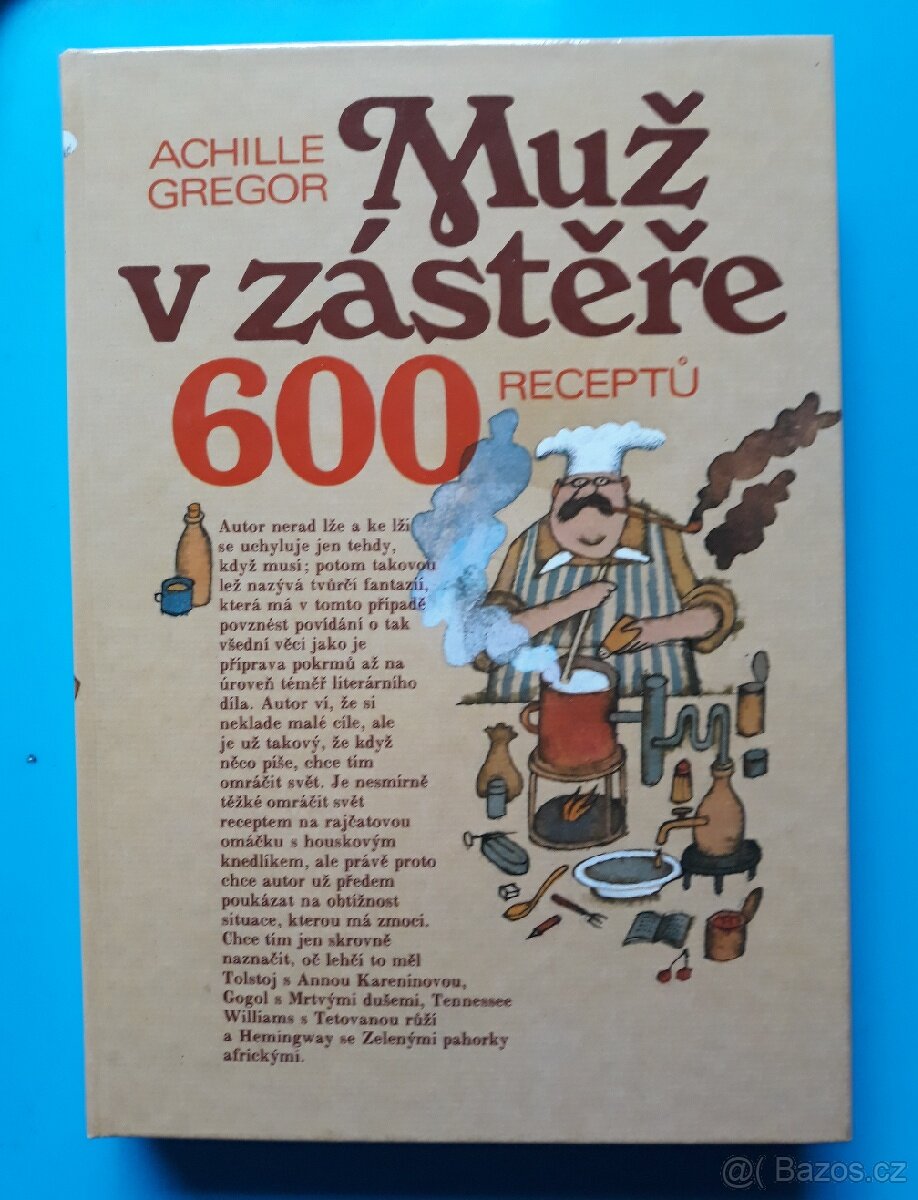 ACHILLE
GREGOR
Muž
v zástěře
600
RECEPTŮ
Autor nerad lže a ke lži
se uchyluje jen tehdy,
když musí; potom takovou
lež nazývá tvůrčí fantazií,
která má v tomto případě
povznést povídání o tak
všední věci jako je
příprava pokrmů až na
úroveň téměř literárního
díla. Autor ví, že si
neklade malé cíle, ale
je už takový, že když
něco píše, chce tím
omráčit svět. Je nesmírně
těžké omráčit svět
receptem na rajčatovou
omáčku s houskovým
knedlíkem, ale právě proto
chce autor už předem
poukázat na obtížnost
situace, kterou má zmoci.
Chce tím jen skrovně
naznačit, oč lehčí to měl
Tolstoj s Annou Kareninovou,
Gogol s Mrtvými dušemi, Tennessee
Williams s Tetovanou růží
a Hemingway se Zelenými pahorky
africkými.
@( Bazos.cz